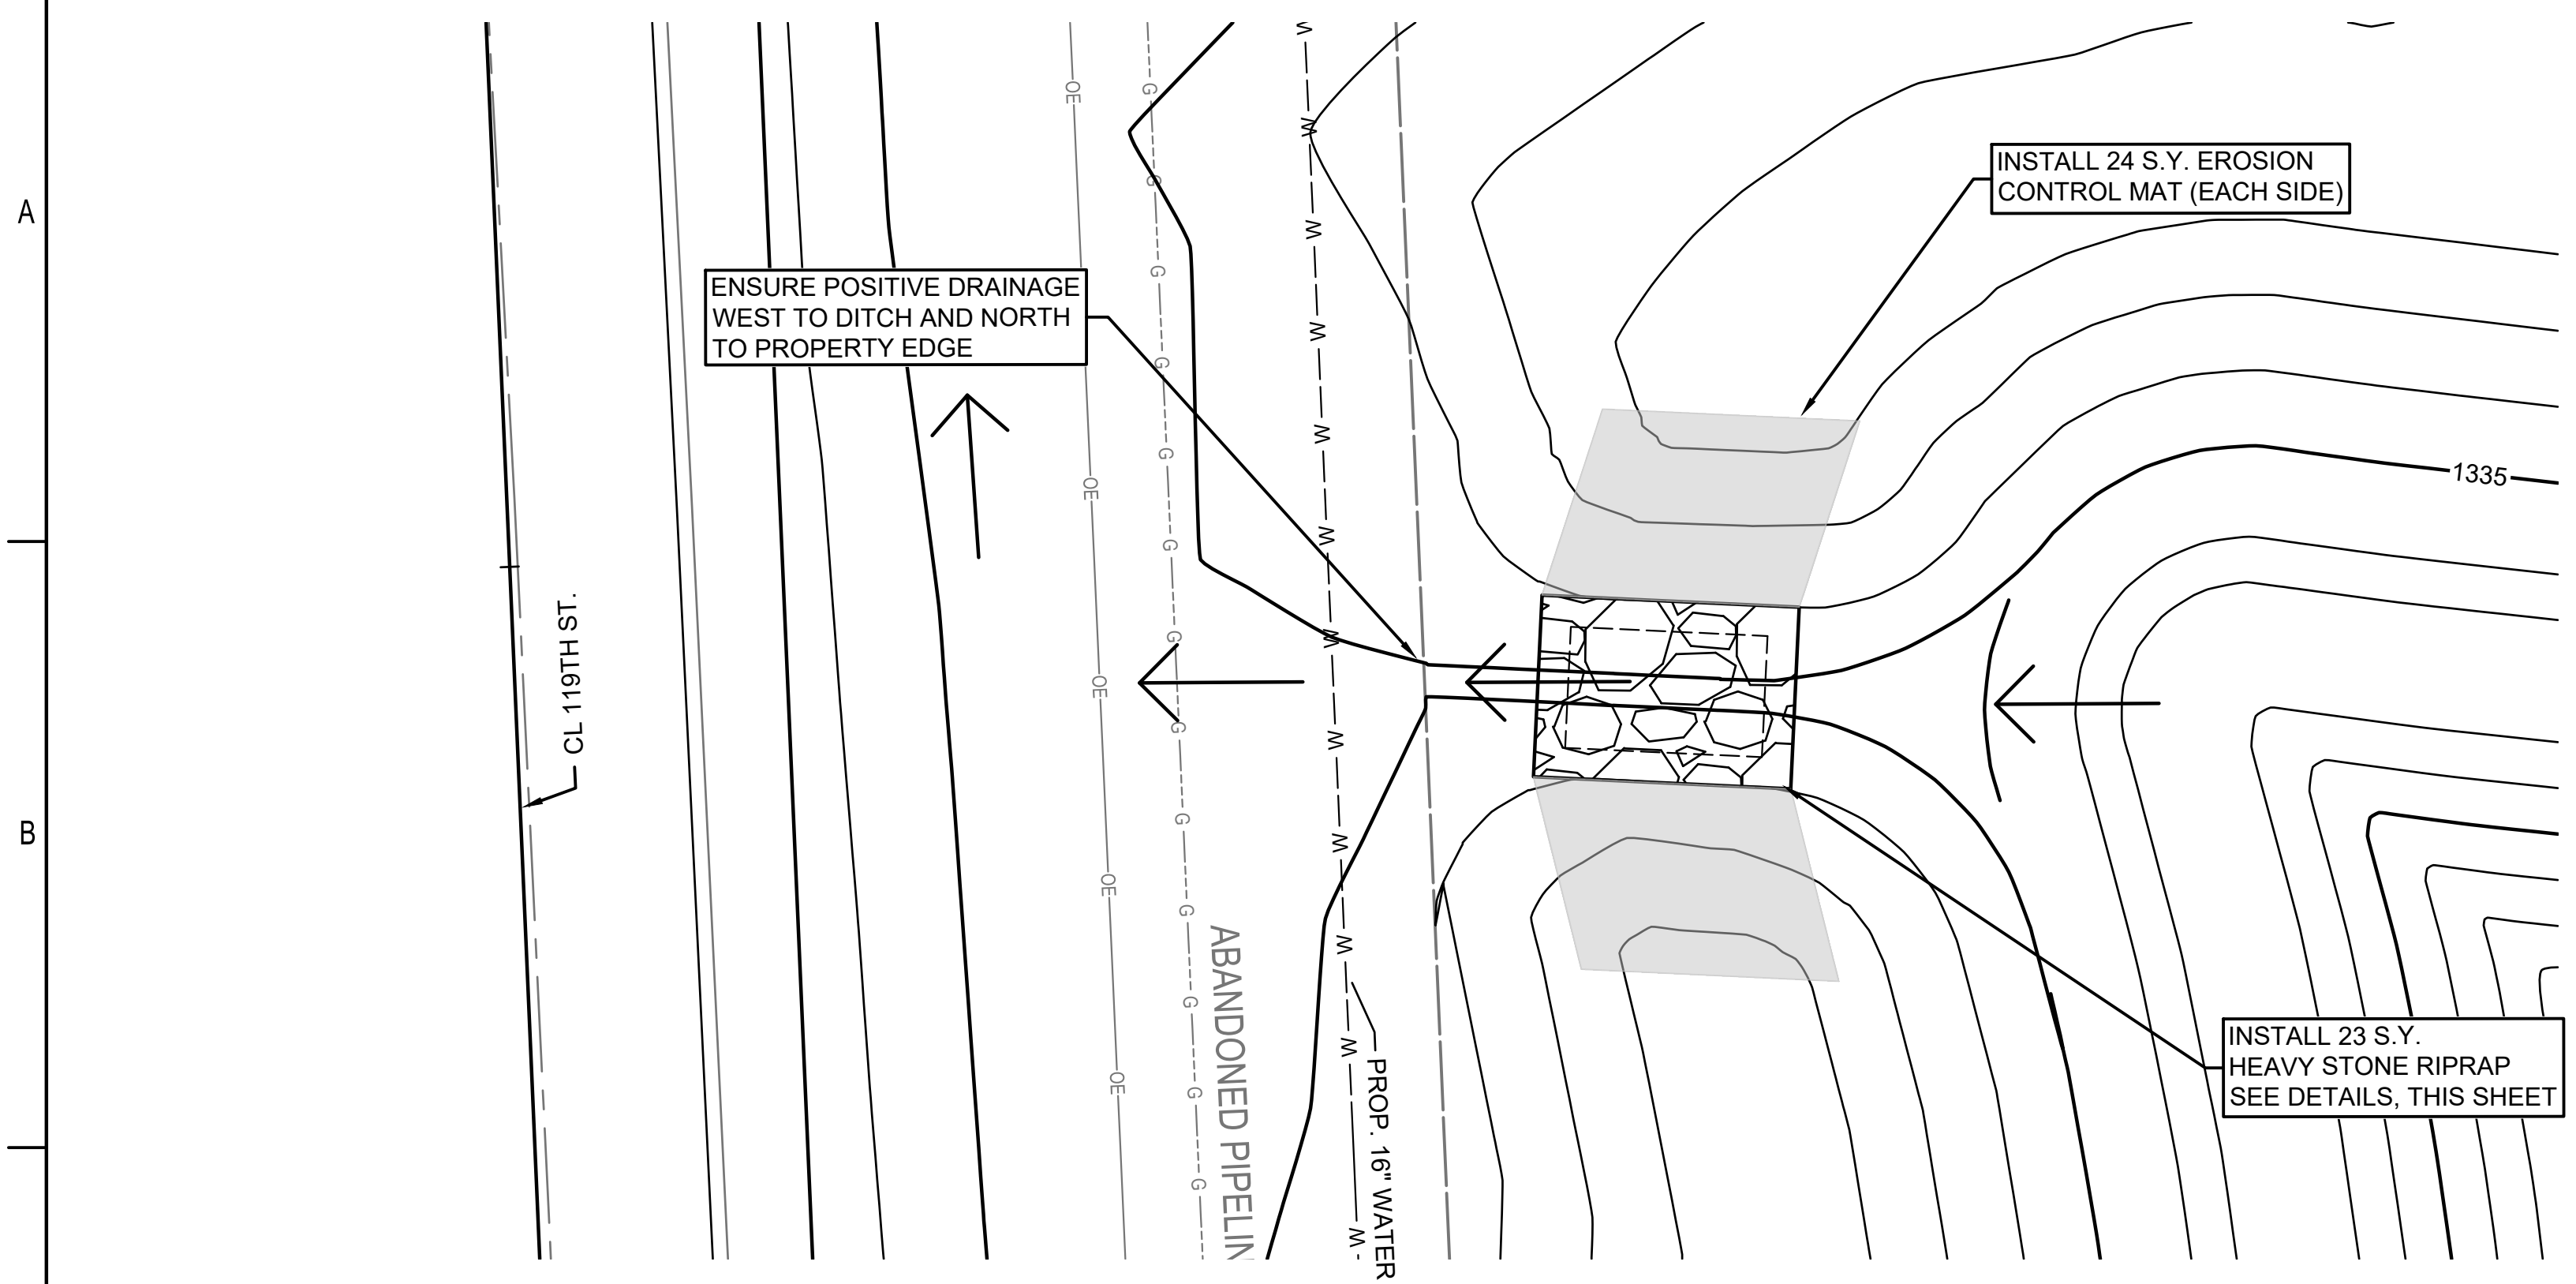 A
B
INSTALL 24 S.Y. EROSION
CONTROL MAT (EACH SIDE)
ENSURE POSITIVE DRAINAGE
WEST TO DITCH AND NORTH
TO PROPERTY EDGE
1335
CL 119TH ST.
OE
OE
OE
OE
OE
G
G
G
G
G
G
G
G
G
G
G
G
G
W
W
W
W
W
W
W
W
W
W
W
W
ABANDONED PIPELIN
PROP. 16" WATER
INSTALL 23 S.Y.
HEAVY STONE RIPRAP
SEE DETAILS, THIS SHEET